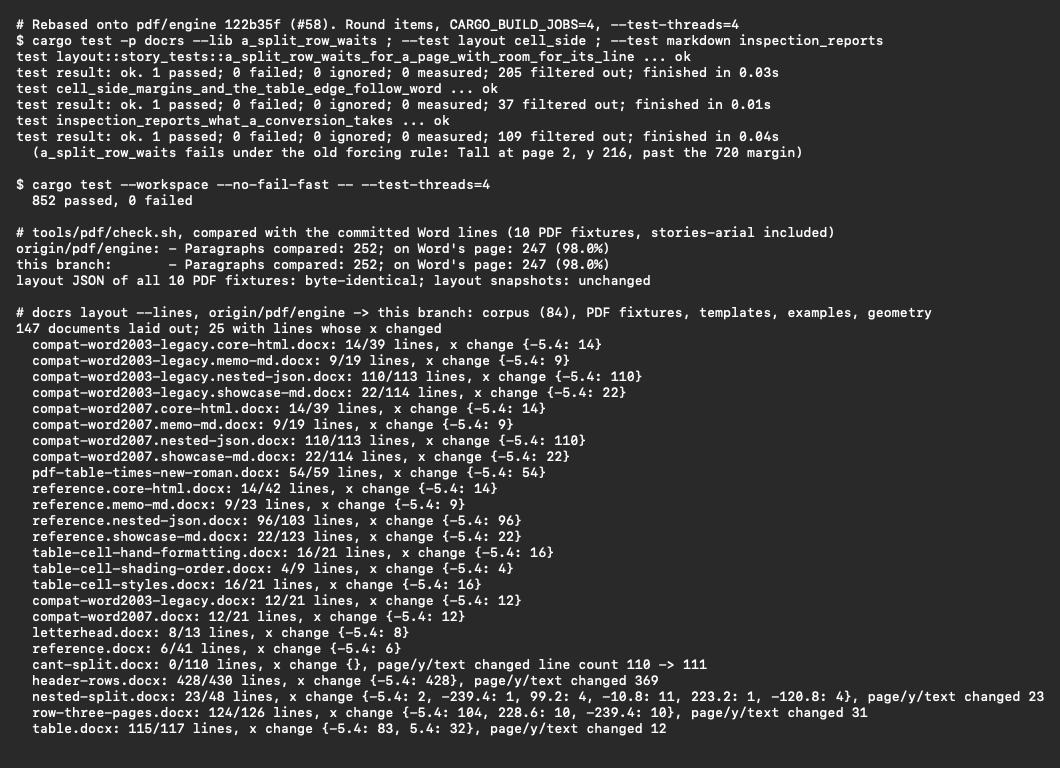 # Rebased onto pdf/engine 122b35f (#58). Round items, CARGO_BUILD_JOBS=4, --test-threads=4
$ cargo test -p docrs --lib a_split_row_waits ; --test layout cell_side ; --test markdown inspection_reports
test layout::story_tests::a_split_row_waits_for_a_page_with_room_for_its_line ... ok
test result: ok. 1 passed; 0 failed; 0 ignored; 0 measured; 205 filtered out; finished in 0.03s
test cell_side_margins_and_the_table_edge_follow_word ... ok
test result: ok. 1 passed; 0 failed; 0 ignored; 0 measured; 37 filtered out; finished in 0.01s
test inspection_reports_what_a_conversion_takes ... ok
test result: ok. 1 passed; 0 failed; 0 ignored; 0 measured; 109 filtered out; finished in 0.04s
  (a_split_row_waits fails under the old forcing rule: Tall at page 2, y 216, past the 720 margin)

$ cargo test --workspace --no-fail-fast -- --test-threads=4
  852 passed, 0 failed

# tools/pdf/check.sh, compared with the committed Word lines (10 PDF fixtures, stories-arial included)
origin/pdf/engine: - Paragraphs compared: 252; on Word's page: 247 (98.0%)
this branch:       - Paragraphs compared: 252; on Word's page: 247 (98.0%)
layout JSON of all 10 PDF fixtures: byte-identical; layout snapshots: unchanged

# docrs layout --lines, origin/pdf/engine -> this branch: corpus (84), PDF fixtures, templates, examples, geometry
147 documents laid out; 25 with lines whose x changed
  compat-word2003-legacy.core-html.docx: 14/39 lines, x change {-5.4: 14}
  compat-word2003-legacy.memo-md.docx: 9/19 lines, x change {-5.4: 9}
  compat-word2003-legacy.nested-json.docx: 110/113 lines, x change {-5.4: 110}
  compat-word2003-legacy.showcase-md.docx: 22/114 lines, x change {-5.4: 22}
  compat-word2007.core-html.docx: 14/39 lines, x change {-5.4: 14}
  compat-word2007.memo-md.docx: 9/19 lines, x change {-5.4: 9}
  compat-word2007.nested-json.docx: 110/113 lines, x change {-5.4: 110}
  compat-word2007.showcase-md.docx: 22/114 lines, x change {-5.4: 22}
  pdf-table-times-new-roman.docx: 54/59 lines, x change {-5.4: 54}
  reference.core-html.docx: 14/42 lines, x change {-5.4: 14}
  reference.memo-md.docx: 9/23 lines, x change {-5.4: 9}
  reference.nested-json.docx: 96/103 lines, x change {-5.4: 96}
  reference.showcase-md.docx: 22/123 lines, x change {-5.4: 22}
  table-cell-hand-formatting.docx: 16/21 lines, x change {-5.4: 16}
  table-cell-shading-order.docx: 4/9 lines, x change {-5.4: 4}
  table-cell-styles.docx: 16/21 lines, x change {-5.4: 16}
  compat-word2003-legacy.docx: 12/21 lines, x change {-5.4: 12}
  compat-word2007.docx: 12/21 lines, x change {-5.4: 12}
  letterhead.docx: 8/13 lines, x change {-5.4: 8}
  reference.docx: 6/41 lines, x change {-5.4: 6}
  cant-split.docx: 0/110 lines, x change {}, page/y/text changed line count 110 -> 111
  header-rows.docx: 428/430 lines, x change {-5.4: 428}, page/y/text changed 369
  nested-split.docx: 23/48 lines, x change {-5.4: 2, -239.4: 1, 99.2: 4, -10.8: 11, 223.2: 1, -120.8: 4}, page/y/text changed 23
  row-three-pages.docx: 124/126 lines, x change {-5.4: 104, 228.6: 10, -239.4: 10}, page/y/text changed 31
  table.docx: 115/117 lines, x change {-5.4: 83, 5.4: 32}, page/y/text changed 12